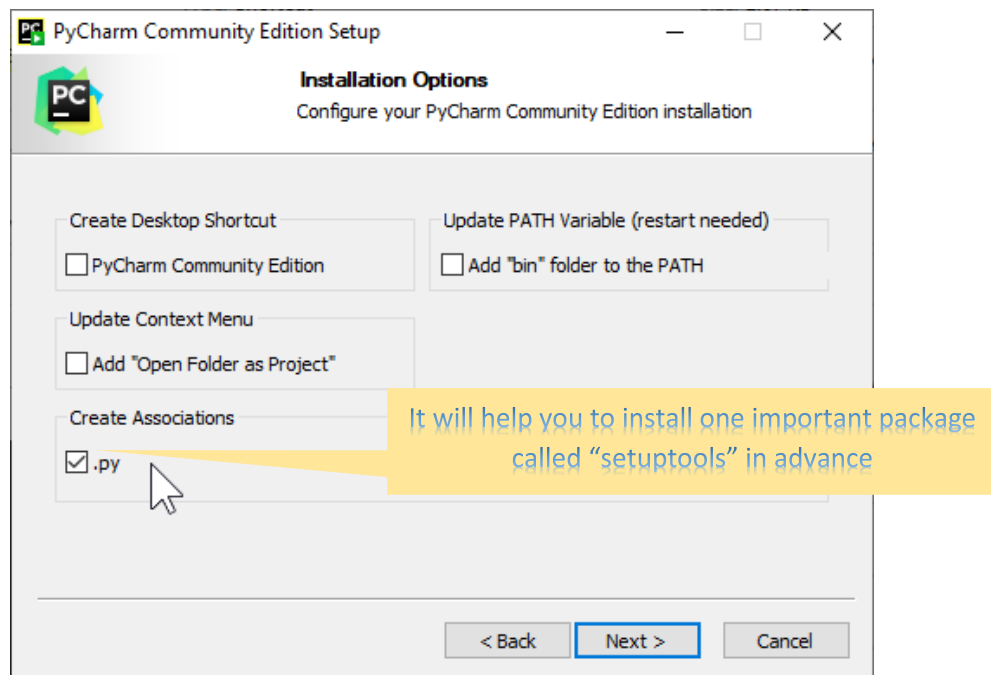 PC PyCharm Community Edition Setup
PC
Installation Options
Configure your PyCharm Community Edition installation
Create Desktop Shortcut
PyCharm Community Edition
Update PATH Variable (restart needed)
Add "bin" folder to the PATH
Update Context Menu
Add "Open Folder as Project"
Create Associations
.py
It will help you to install one important package
called “setuptools” in advance
< Back
Next >
Cancel